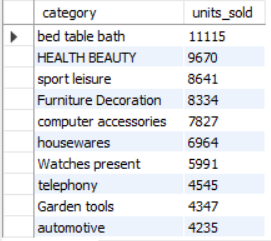 category units_sold
bed table bath 11115
HEALTH BEAUTY 9670
sport leisure 8641
Furniture Decoration 8334
computer accessories 7827
housewares 6964
Watches present 5991
telephony 4545
Garden tools 4347
automotive 4235